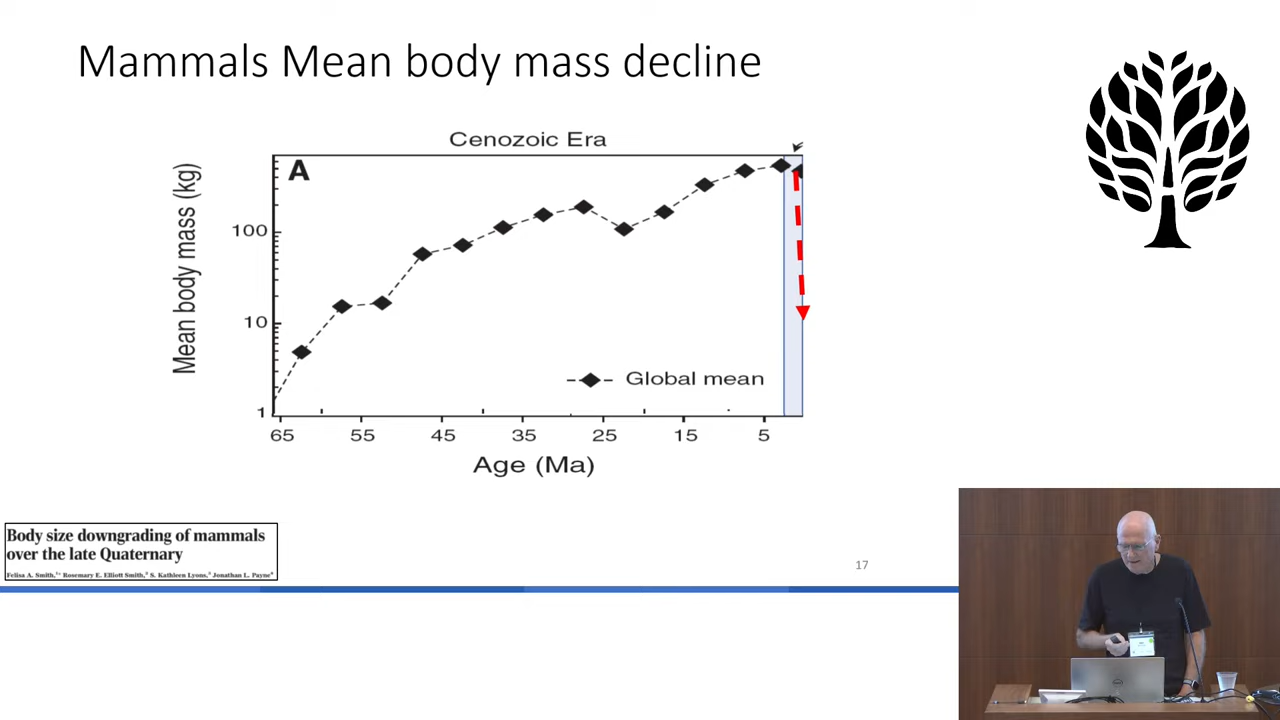 Mammals Mean body mass decline
Cenozoic Era
A
Mean body mass (kg)
100
10
1
Global mean
65 55 45 35 25 15 5
Age (Ma)
Body size downgrading of mammals
over the late Quaternary
Felisa A. Smith, Rosemary E. Elliott Smith, S. Kathleen Lyons, Jonathan L. Payne
17